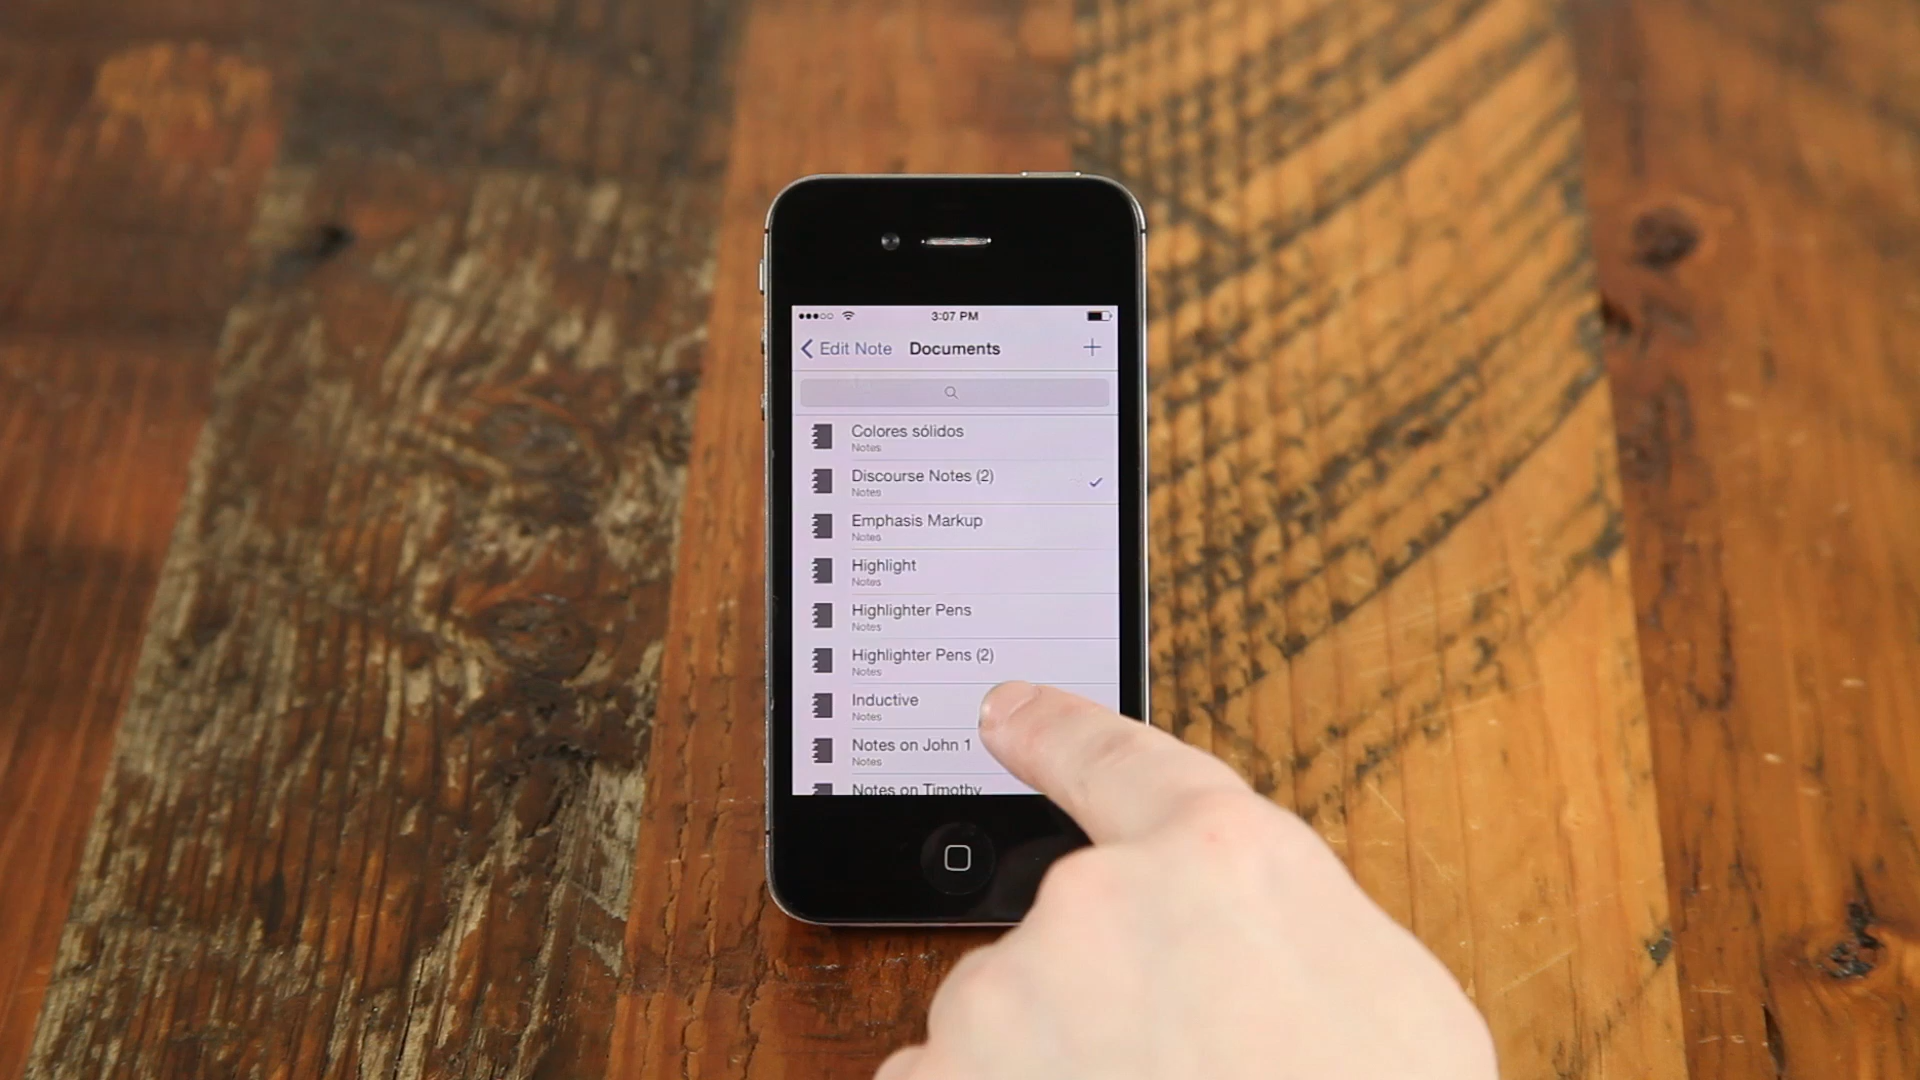 3:07 PM
Edit Note Documents
Colores sólidos
Notes
Discourse Notes (2)
Notes
Emphasis Markup
Notes
Highlight
Notes
Highlighter Pens
Notes
Highlighter Pens (2)
Notes
Inductive
Notes
Notes on John 1
Notes
Notes on Timothy